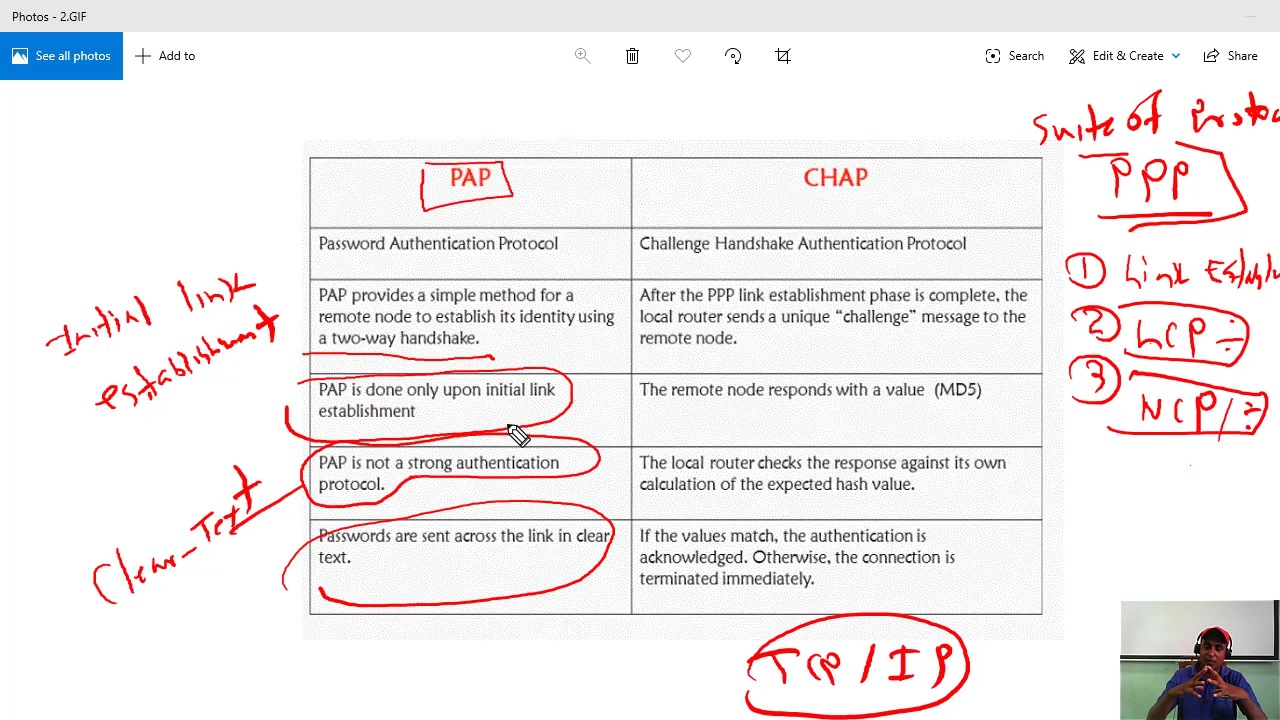 Photos - 2.GIF
See all photos
Add to
Search
Edit & Create
Share
Suite of Protoc
PPP
PAP
CHAP
Password Authentication Protocol
Challenge Handshake Authentication Protocol
PAP provides a simple method for a
remote node to establish its identity using
a two-way handshake.
After the PPP link establishment phase is complete, the
local router sends a unique “challenge” message to the
remote node.
PAP is done only upon initial link
establishment
The remote node responds with a value (MD5)
PAP is not a strong authentication
protocol.
The local router checks the response against its own
calculation of the expected hash value.
Passwords are sent across the link in clear
text.
If the values match, the authentication is
acknowledged. Otherwise, the connection is
terminated immediately.
Initial link
establishment
Clear-Text
1 Link
2 LCP ÷
3 NCP/÷
TCP/IP